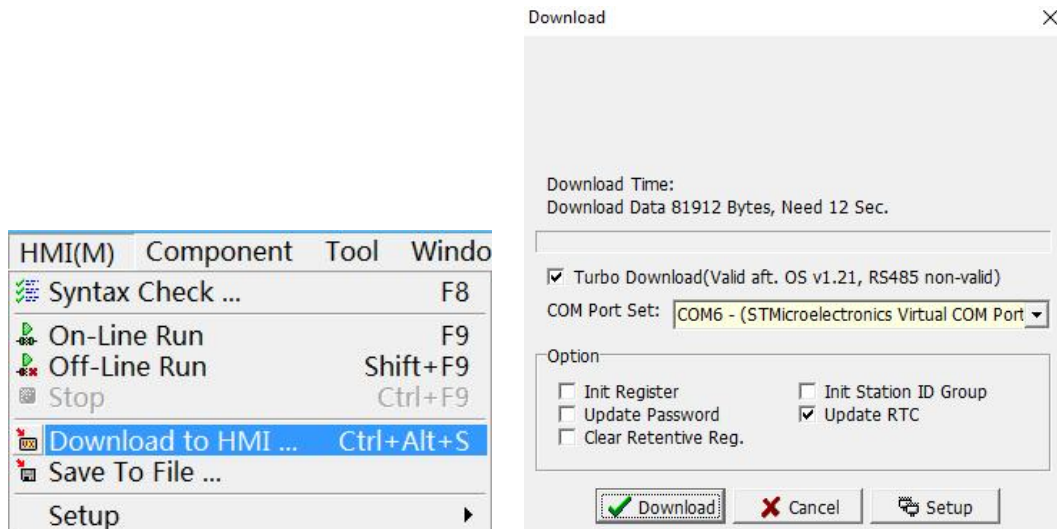 HMI(M) Component Tool Windo
Syntax Check ... F8
On-Line Run F9
Off-Line Run Shift+F9
Stop Ctrl+F9
Download to HMI ... Ctrl+Alt+S
Save To File ...
Setup
Download
Download Time:
Download Data 81912 Bytes, Need 12 Sec.
Turbo Download(Valid aft. OS v1.21, RS485 non-valid)
COM Port Set: COM6 - (STMicroelectronics Virtual COM Port
Option
Init Register Init Station ID Group
Update Password Update RTC
Clear Retentive Reg.
Download Cancel Setup